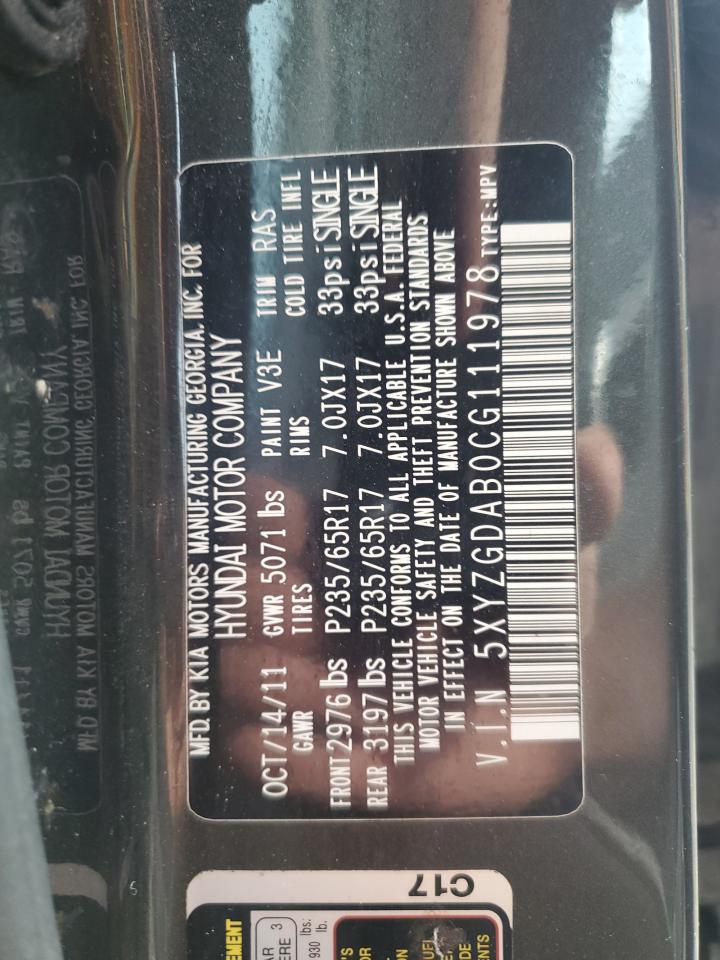 MFD. BY KIA MOTORS MANUFACTURING GEORGIA. INC. FOR
HYUNDAI MOTOR COMPANY
OCT/14/11 GVWR 5071 lbs PAINT V3E TRIM RAS
GAWR TIRES RIMS COLD TIRE INFL
FRONT 2976 lbs P235/65R17 7.0JX17 33psi SINGLE
REAR 3197 lbs P235/65R17 7.0JX17 33psi SINGLE
THIS VEHICLE CONFORMS TO ALL APPLICABLE U.S.A. FEDERAL
MOTOR VEHICLE SAFETY AND THEFT PREVENTION STANDARDS
IN EFFECT ON THE DATE OF MANUFACTURE SHOWN ABOVE
V.I.N 5XYZGDAB0CG111978 TYPE:MPV
C17
930 lb.